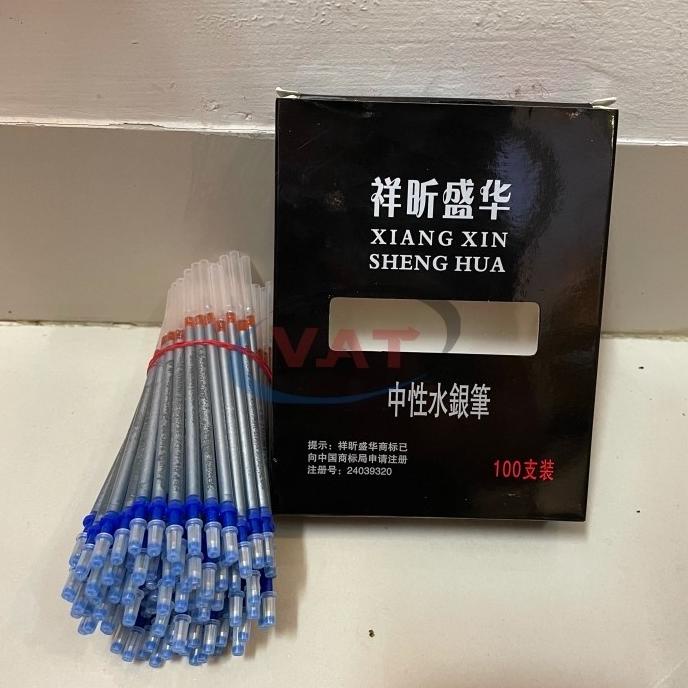 祥昕盛华
XIANG XIN
SHENG HUA
VAT
中性水銀筆
提示：祥昕盛华商标已
向中国商标局申请注册
注册号：24039320
100支装